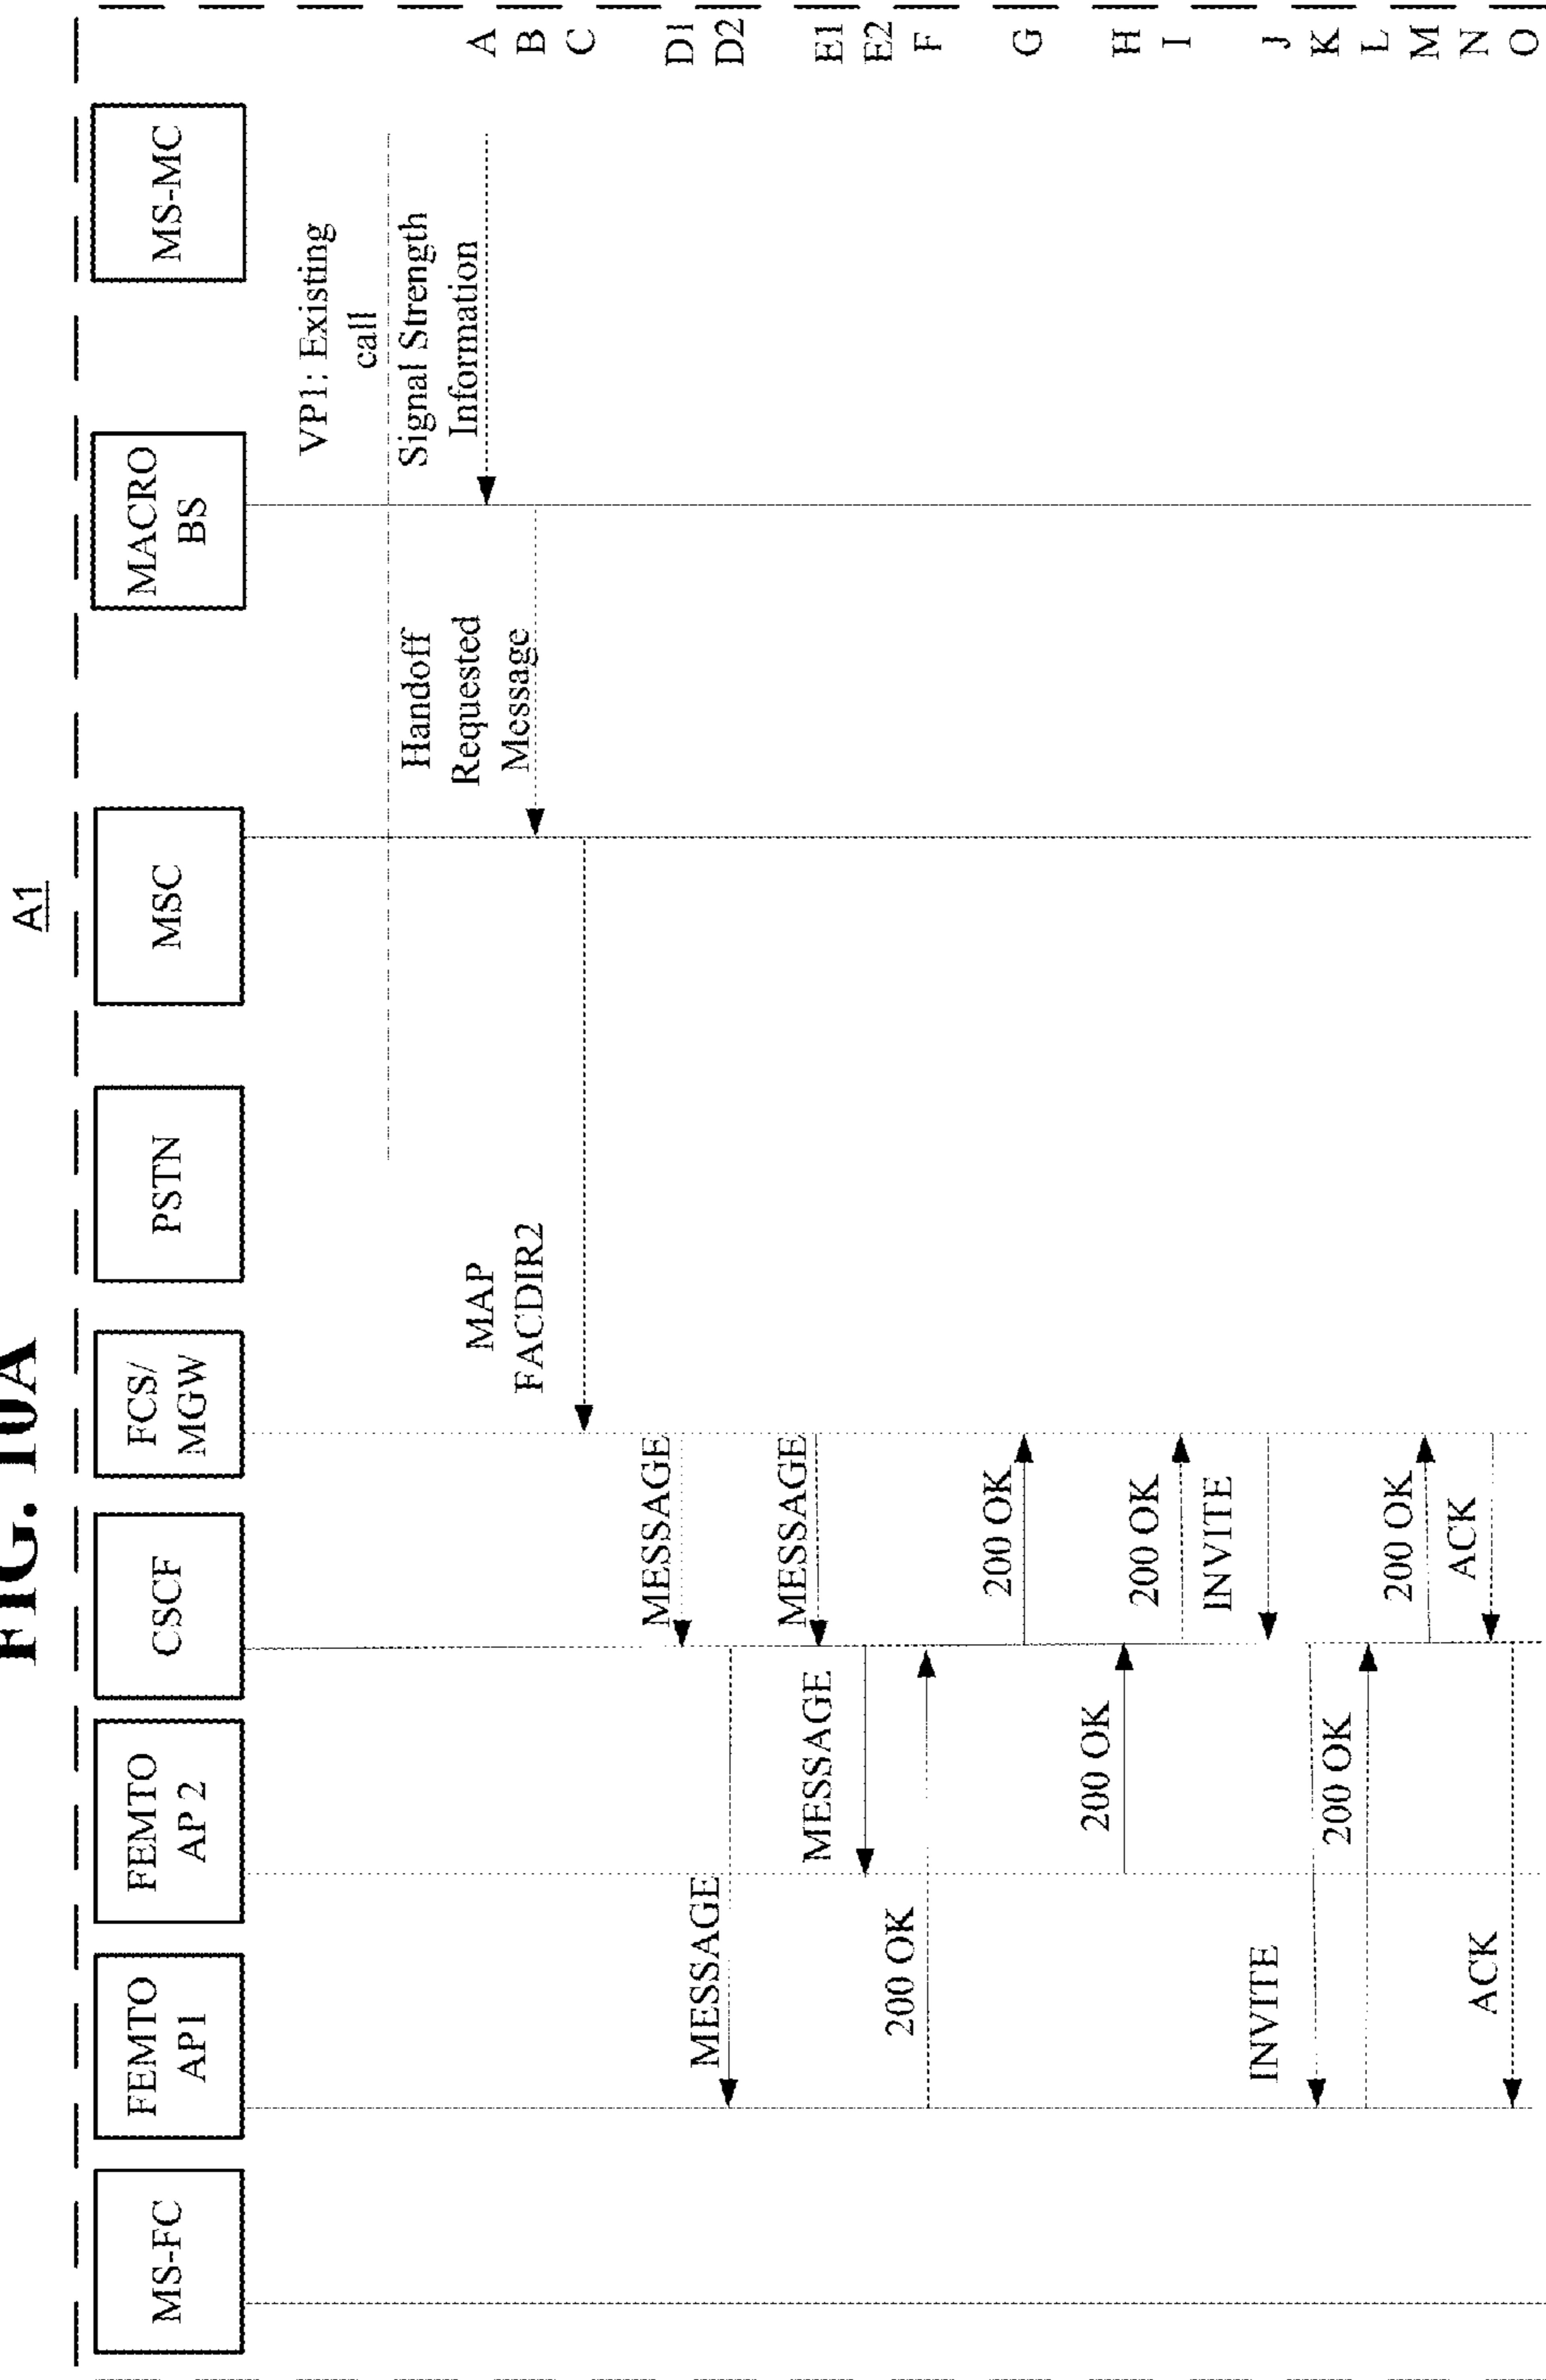 FIG. 10A
A1
MS-FC
FEMTO
AP1
FEMTO
AP 2
CSCF
FCS/
MGW
PSTN
MSC
MACRO
BS
MS-MC
VP1: Existing
call
Signal Strength
Information
A
Handoff
Requested
Message
B
MAP
FACDIR2
C
MESSAGE
D1
MESSAGE
D2
MESSAGE
E1
MESSAGE
E2
200 OK
F
200 OK
G
200 OK
H
200 OK
I
INVITE
J
INVITE
K
200 OK
L
200 OK
M
ACK
N
ACK
O